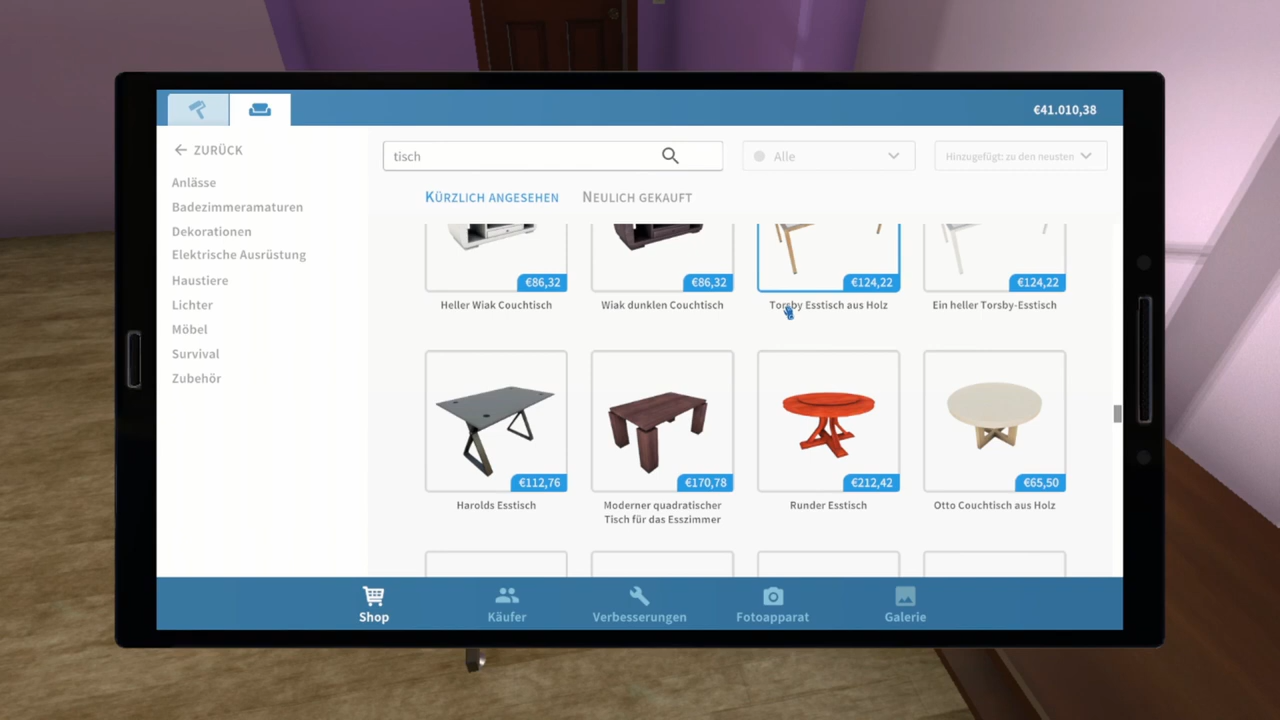 €41.010,38
ZURÜCK
tisch
Alle
Hinzugefügt: zu den neusten
Anlässe
Badezimmeramaturen
Dekorationen
Elektrische Ausrüstung
Haustiere
Lichter
Möbel
Survival
Zubehör
KÜRZLICH ANGESEHEN
NEULICH GEKAUFT
€86,32
€86,32
€124,22
€124,22
Heller Wiak Couchtisch
Wiak dunklen Couchtisch
Torsby Esstisch aus Holz
Ein heller Torsby-Esstisch
€112,76
€170,78
€212,42
€65,50
Harolds Esstisch
Moderner quadratischer
Tisch für das Esszimmer
Runder Esstisch
Otto Couchtisch aus Holz
Shop
Käufer
Verbesserungen
Fotoapparat
Galerie